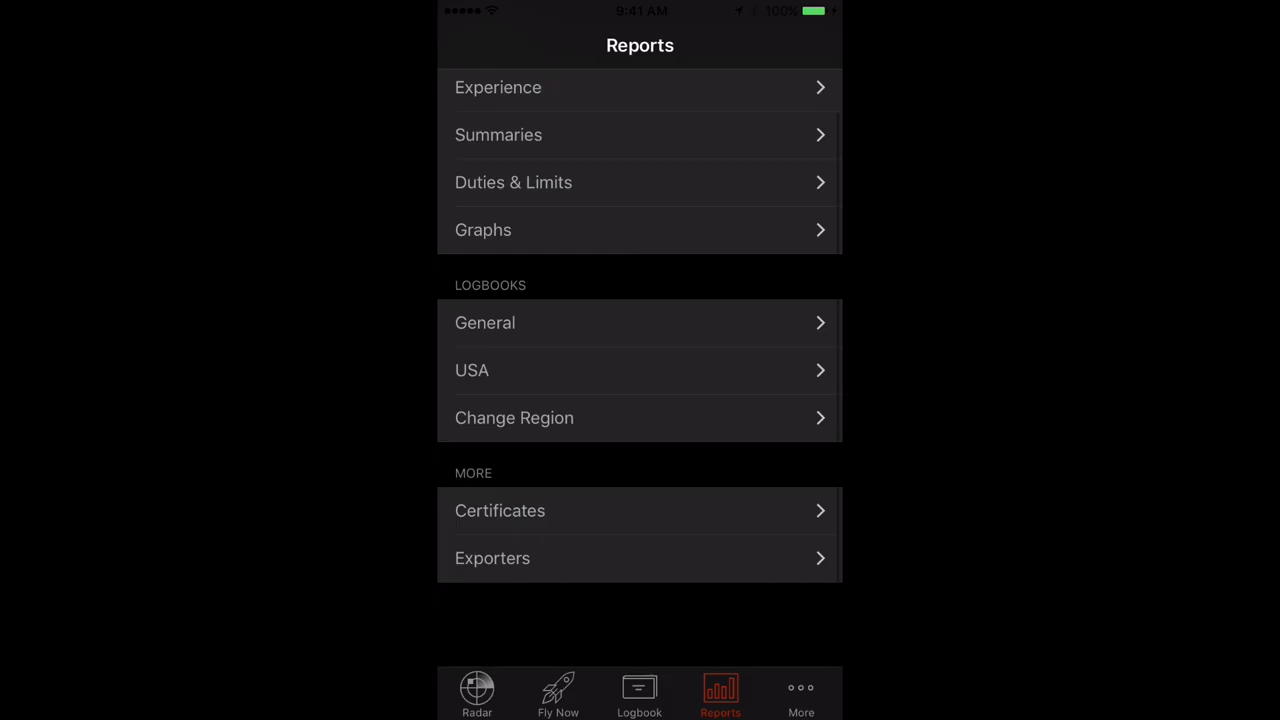 9:41 AM 100%
Reports
Experience
Summaries
Duties & Limits
Graphs
LOGBOOKS
General
USA
Change Region
MORE
Certificates
Exporters
Radar Fly Now Logbook Reports More